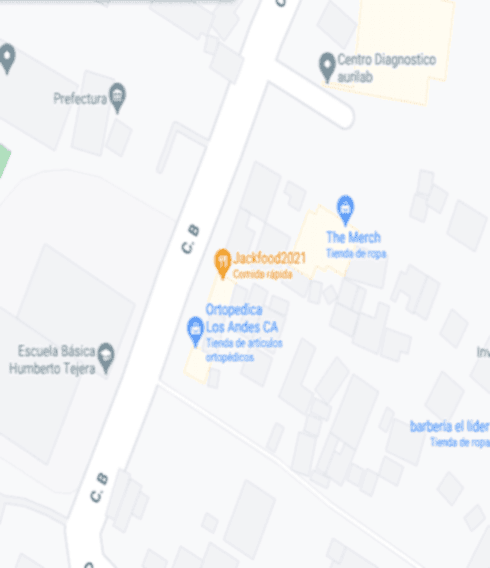 Centro Diagnostico
aurilab
Prefectura
C. B
The Merch
Tienda de ropa
Jackfood2021
Comida rápida
Ortopedica
Los Andes CA
Tienda de artículos
ortopédicos
Escuela Básica
Humberto Tejera
Inv
barbería el lider
Tienda de ropa
C. B